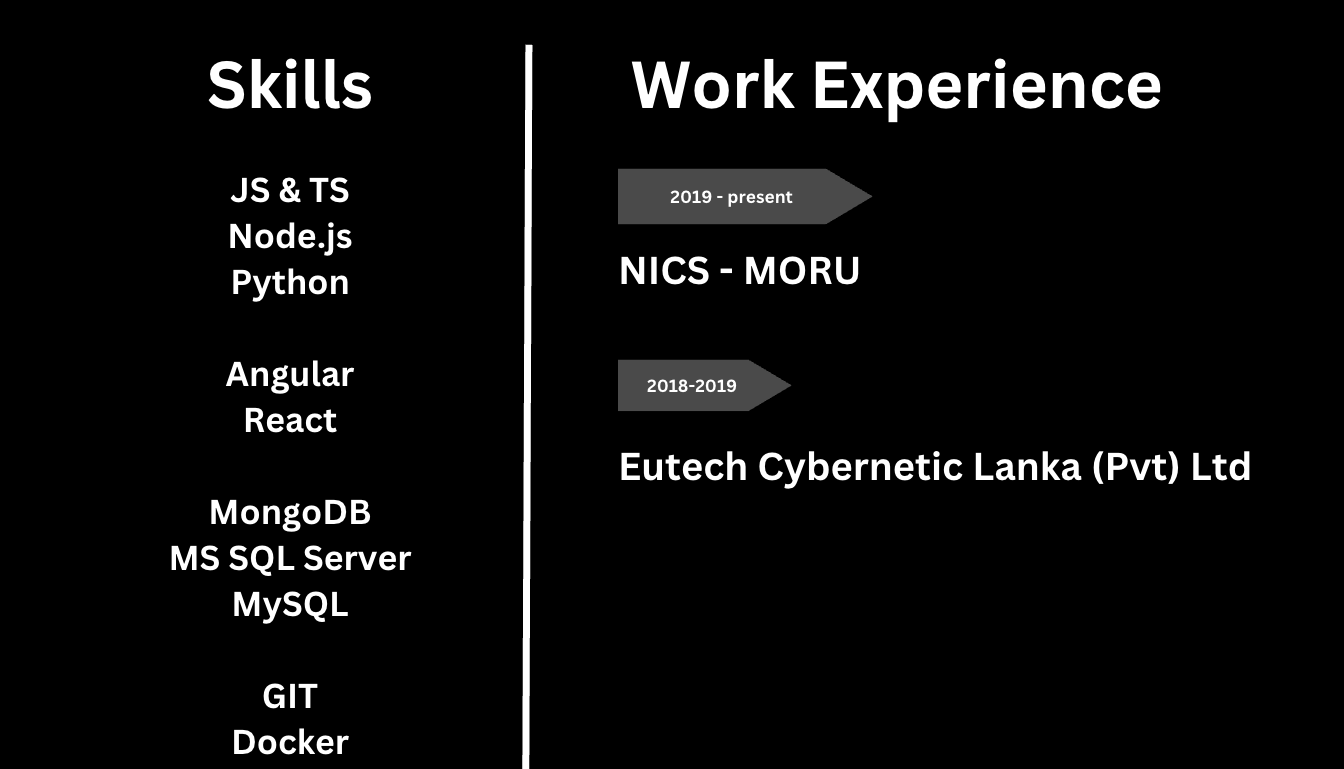 Skills
JS & TS
Node.js
Python
Angular
React
MongoDB
MS SQL Server
MySQL
GIT
Docker
Work Experience
2019 - present
NICS - MORU
2018-2019
Eutech Cybernetic Lanka (Pvt) Ltd